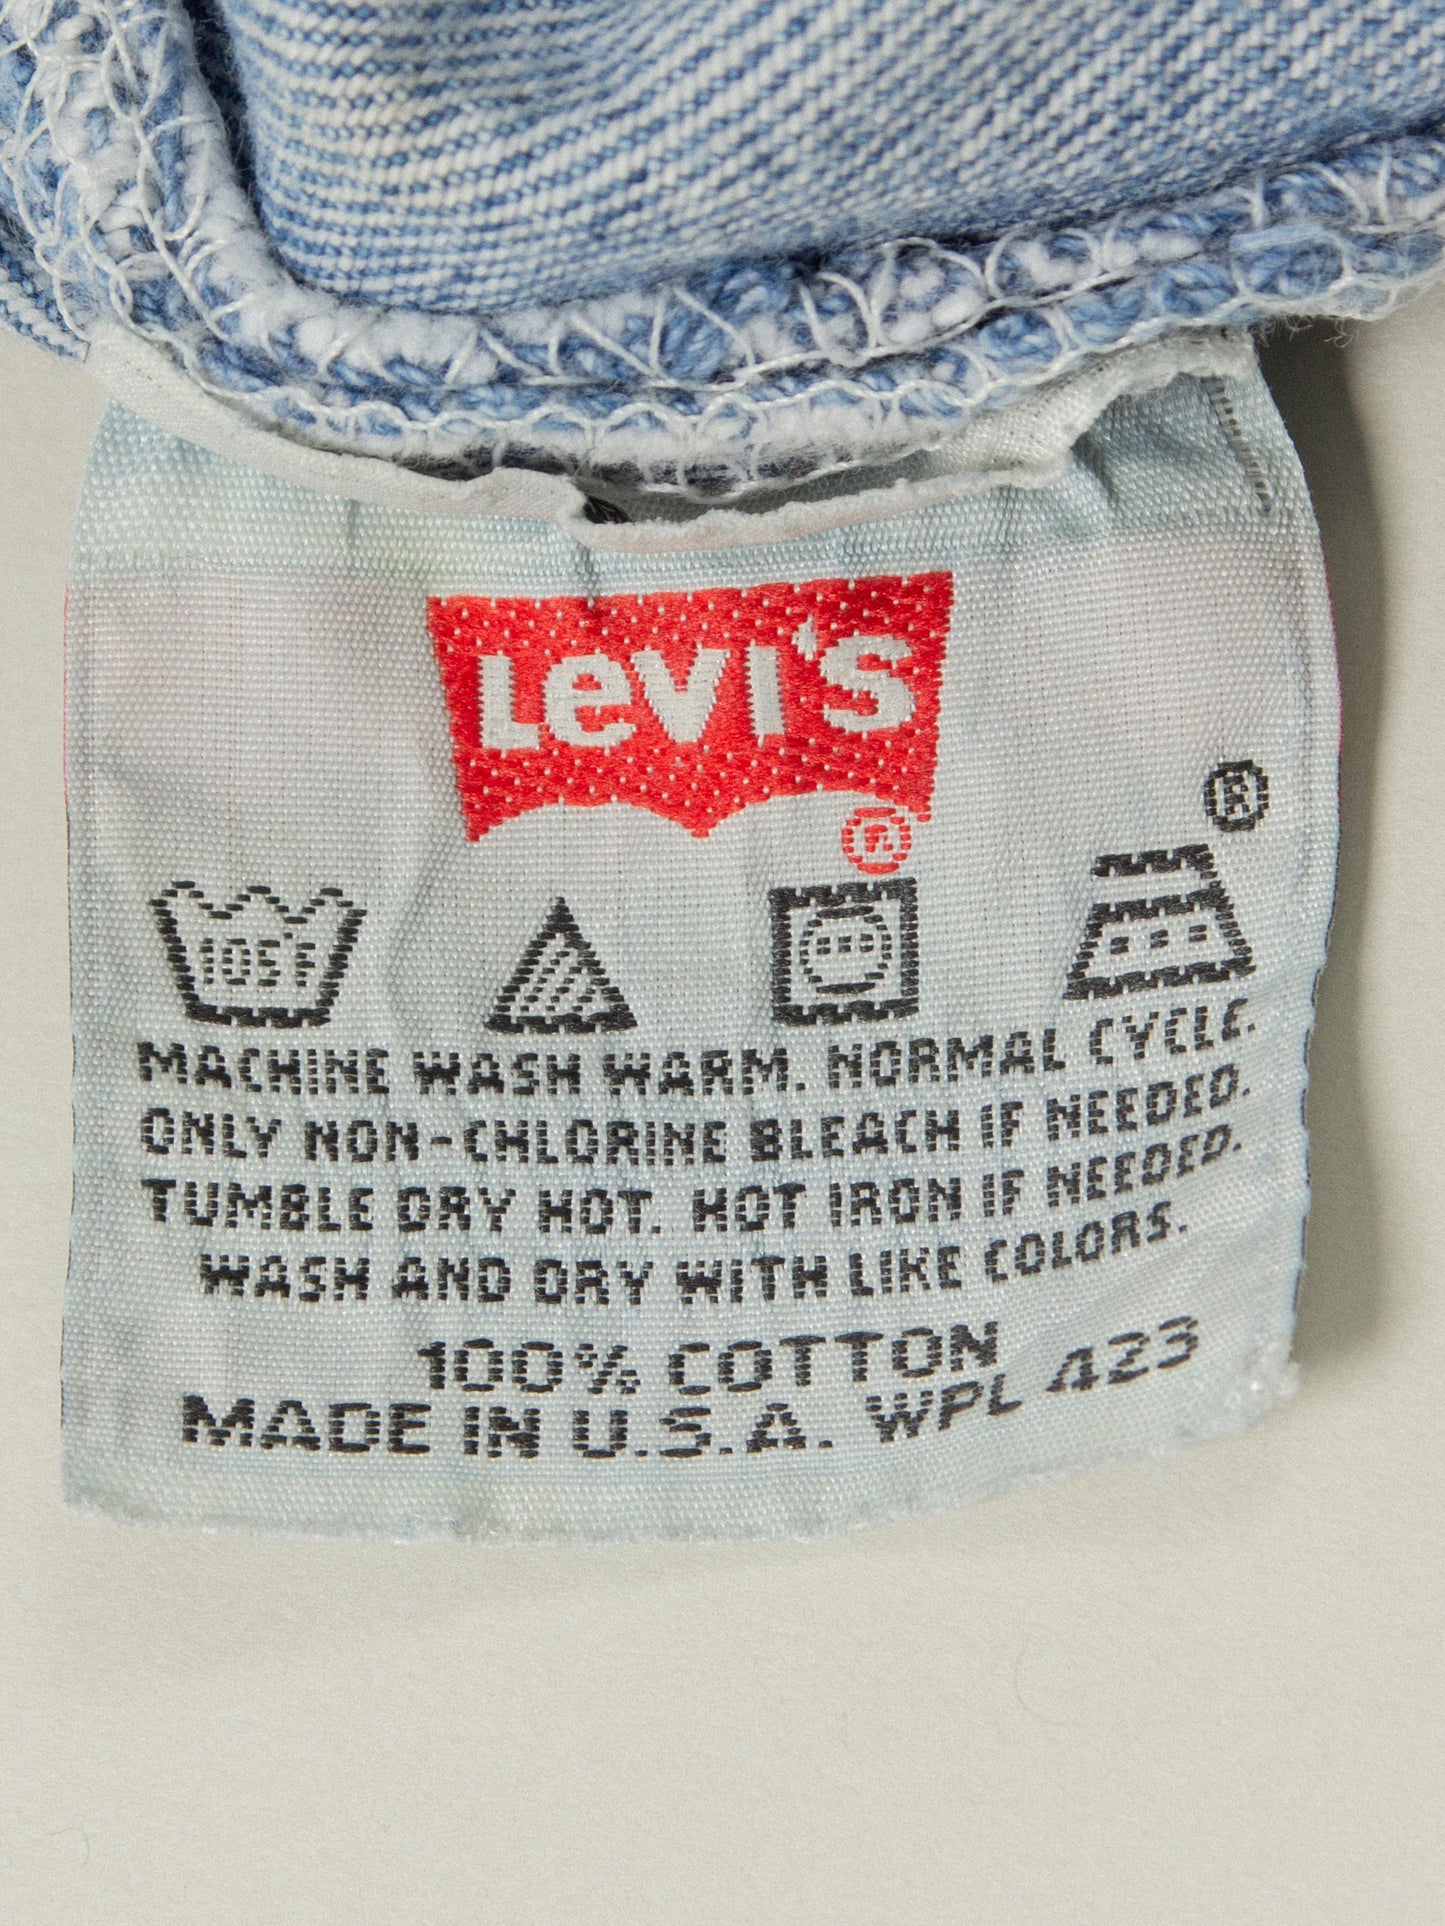 Levi's
®
®
105°F
MACHINE WASH WARM. NORMAL CYCLE.
ONLY NON-CHLORINE BLEACH IF NEEDED.
TUMBLE DRY HOT. HOT IRON IF NEEDED.
WASH AND DRY WITH LIKE COLORS.
100% COTTON
MADE IN U.S.A. WPL 423